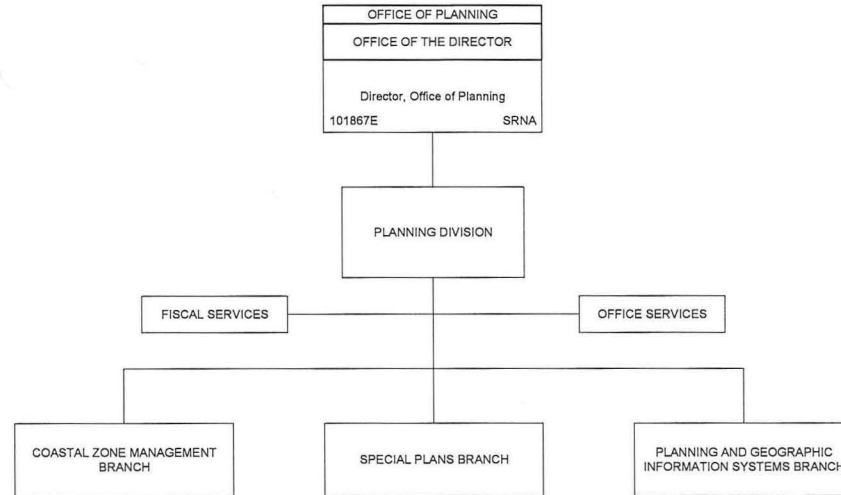 OFFICE OF PLANNING
OFFICE OF THE DIRECTOR
Director, Office of Planning
101867E SRNA
PLANNING DIVISION
FISCAL SERVICES
OFFICE SERVICES
COASTAL ZONE MANAGEMENT
BRANCH
SPECIAL PLANS BRANCH
PLANNING AND GEOGRAPHIC
INFORMATION SYSTEMS BRANCH